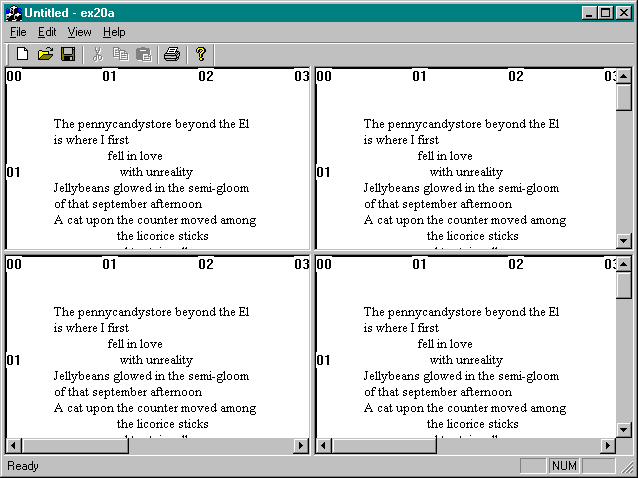 Untitled - ex20a
File Edit View Help
00 01 02 03
The pennycandystore beyond the El
is where I first
fell in love
01 with unreality
Jellybeans glowed in the semi-gloom
of that september afternoon
A cat upon the counter moved among
the licorice sticks
00 01 02 03
The pennycandystore beyond the El
is where I first
fell in love
01 with unreality
Jellybeans glowed in the semi-gloom
of that september afternoon
A cat upon the counter moved among
the licorice sticks
00 01 02 03
The pennycandystore beyond the El
is where I first
fell in love
01 with unreality
Jellybeans glowed in the semi-gloom
of that september afternoon
A cat upon the counter moved among
the licorice sticks
00 01 02 03
The pennycandystore beyond the El
is where I first
fell in love
01 with unreality
Jellybeans glowed in the semi-gloom
of that september afternoon
A cat upon the counter moved among
the licorice sticks
Ready NUM